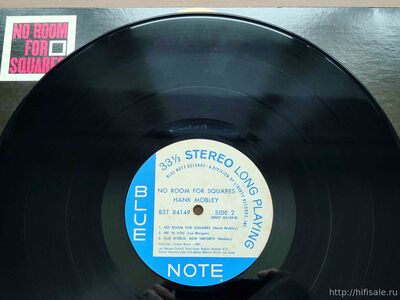 NO ROOM
FOR
SQUARES
33⅓ STEREO LONG PLAYING
BLUE NOTE RECORDS • A DIVISION OF LIBERTY RECORDS, INC.
NO ROOM FOR SQUARES
HANK MOBLEY
BST 84149
SIDE 2
1. NO ROOM FOR SQUARES (Hank Mobley)
2. ME 'N YOU (Lee Morgan)
3. OLD WORLD, NEW IMPORTS (Mobley)
BLUE
NOTE
http://hifisale.ru